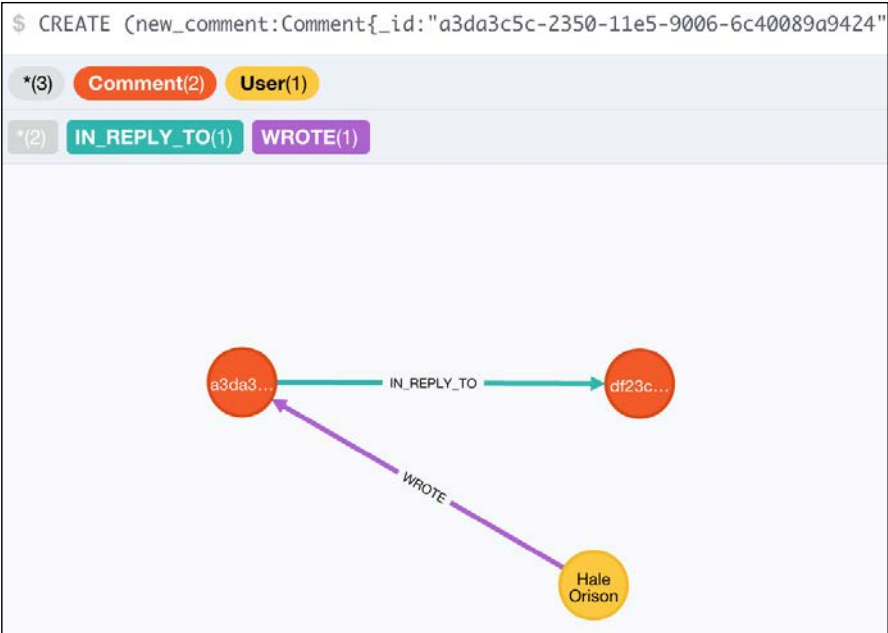 $ CREATE (new_comment:Comment{_id:"a3da3c5c-2350-11e5-9006-6c40089a9424"
*(3) Comment(2) User(1)
*(2) IN_REPLY_TO(1) WROTE(1)
a3da3... IN_REPLY_TO df23c...
WROTE
Hale
Orison